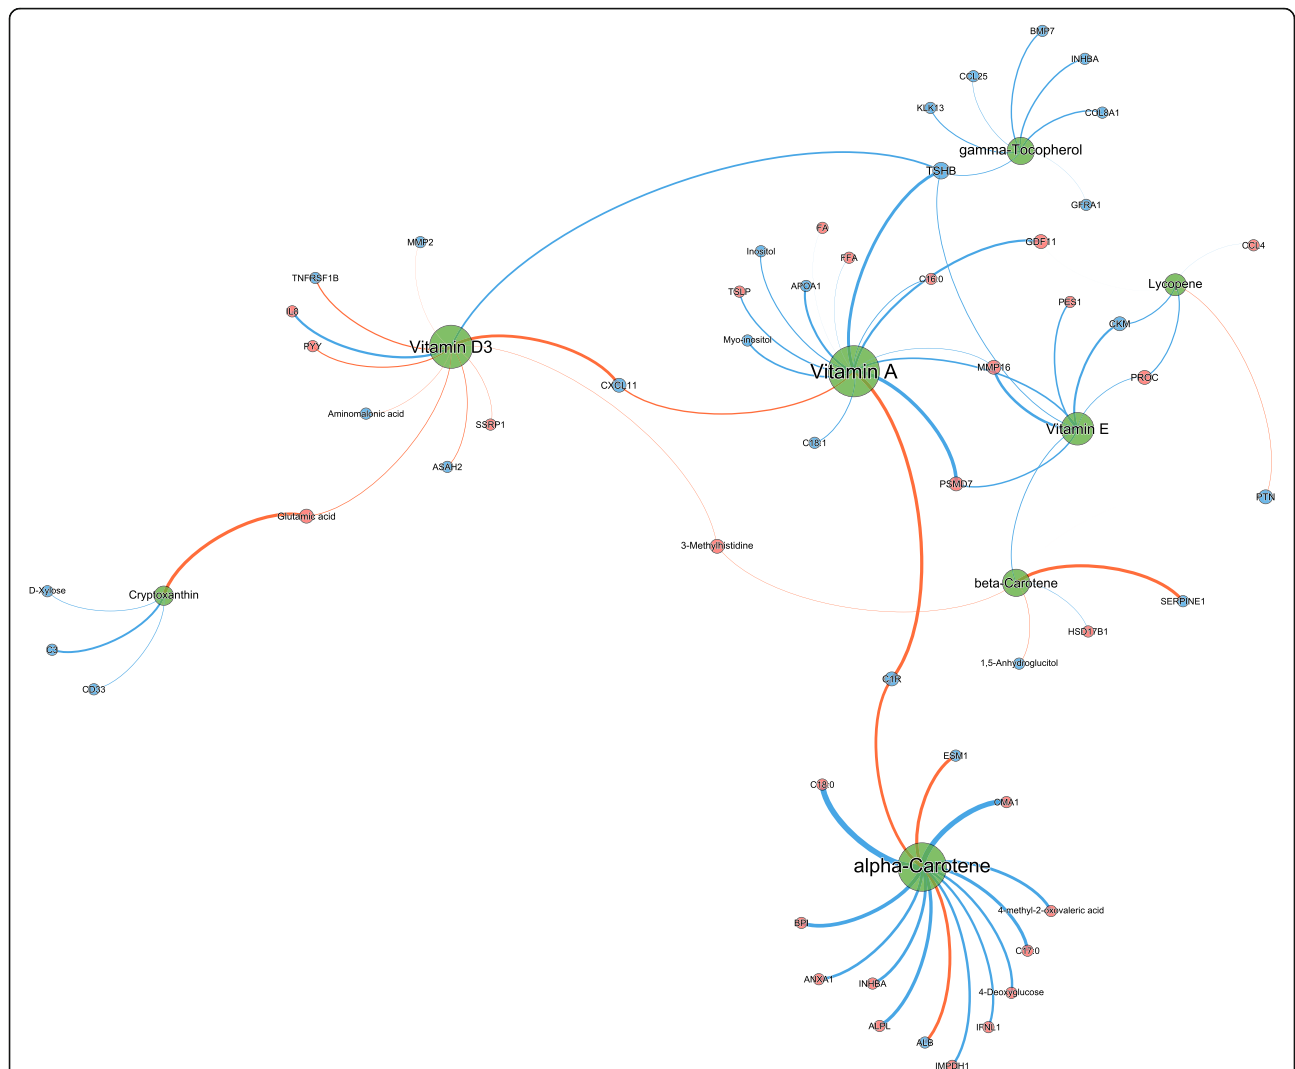 BMP7
INHBA
CCL25
KLK13
COL8A1
gamma-Tocopherol
TSHB
GFRA1
FA
MMP2
GDF11
CCL4
Inositol
FFA
TNFRSF1B
C16:0
APOA1
Lycopene
TSLP
PES1
IL8
CKM
Myo-inositol
PYY
Vitamin D3
MMP16
Vitamin A
PROC
CXCL11
Aminomalonic acid
SSRP1
Vitamin E
C18:1
ASAH2
PSMD7
PTN
Glutamic acid
3-Methylhistidine
beta-Carotene
D-Xylose
Cryptoxanthin
SERPINE1
HSD17B1
C3
1,5-Anhydroglucitol
C1R
CD33
ESM1
C18:0
CMA1
alpha-Carotene
4-methyl-2-oxovaleric acid
BPI
C17:0
ANXA1
INHBA
4-Deoxyglucose
ALPL
IFNL1
ALB
IMPDH1